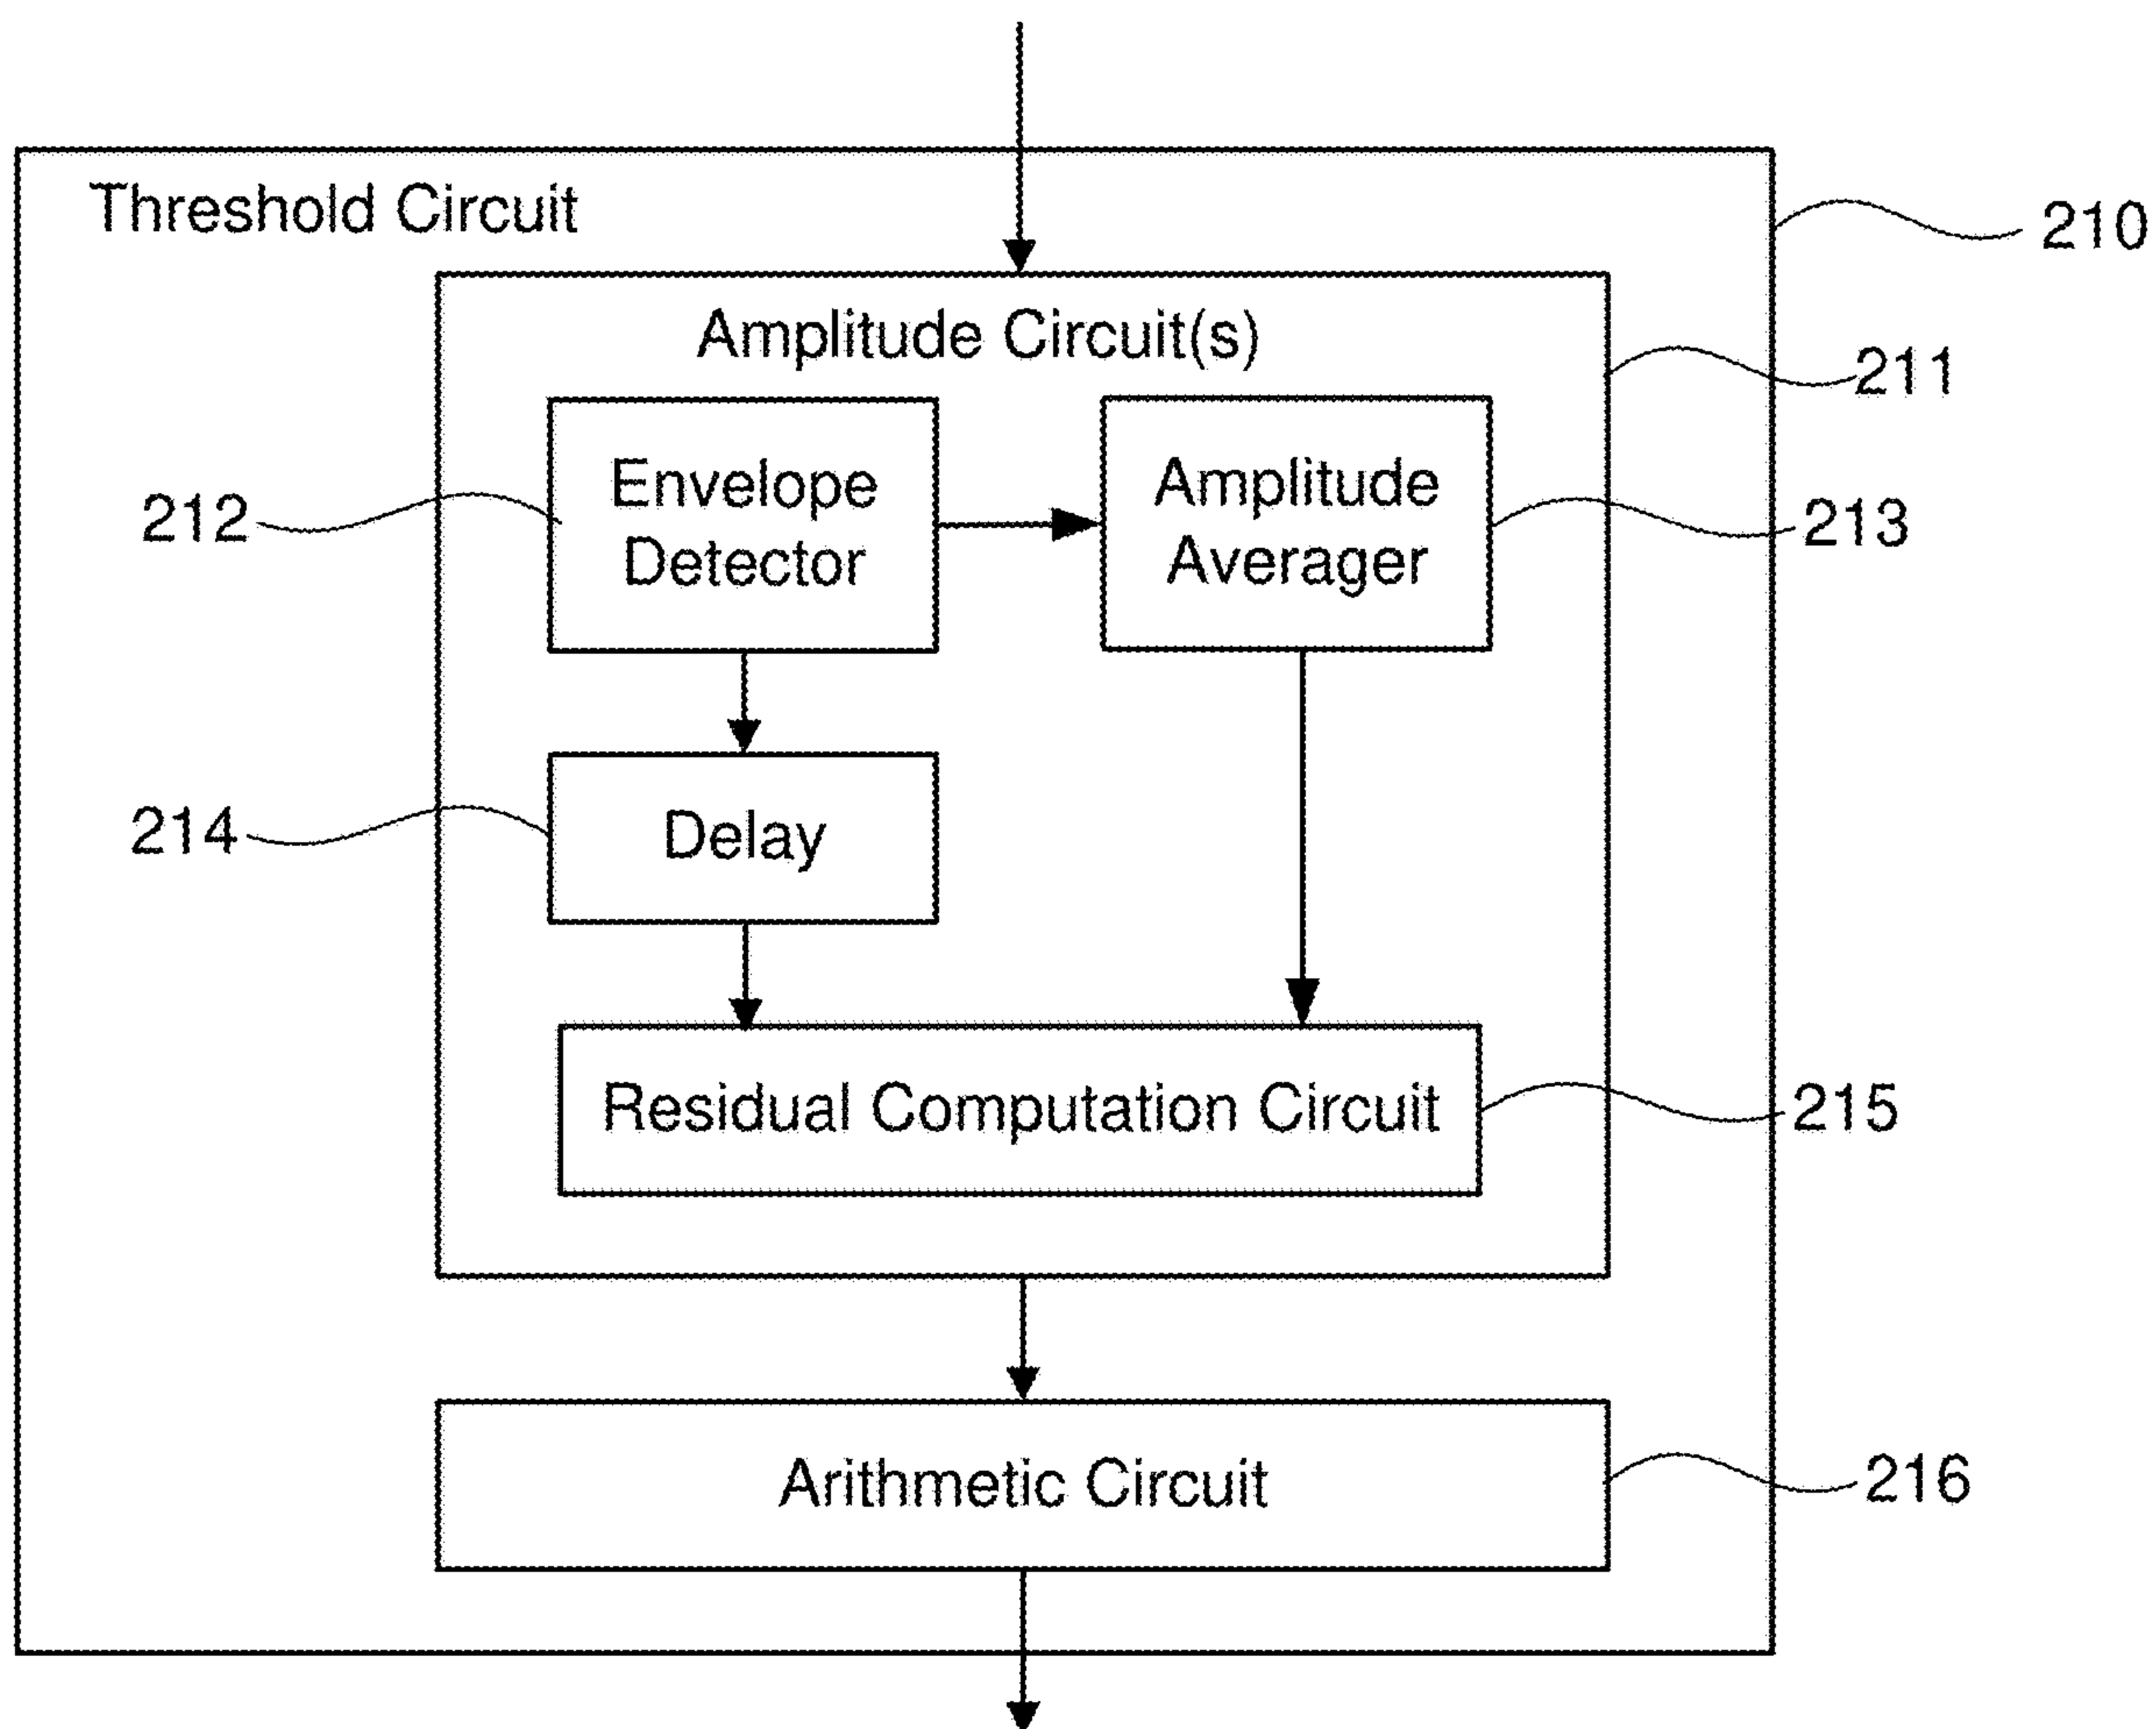 Threshold Circuit
210
Amplitude Circuit(s)
211
Envelope
Detector
212
Amplitude
Averager
213
Delay
214
Residual Computation Circuit
215
Arithmetic Circuit
216